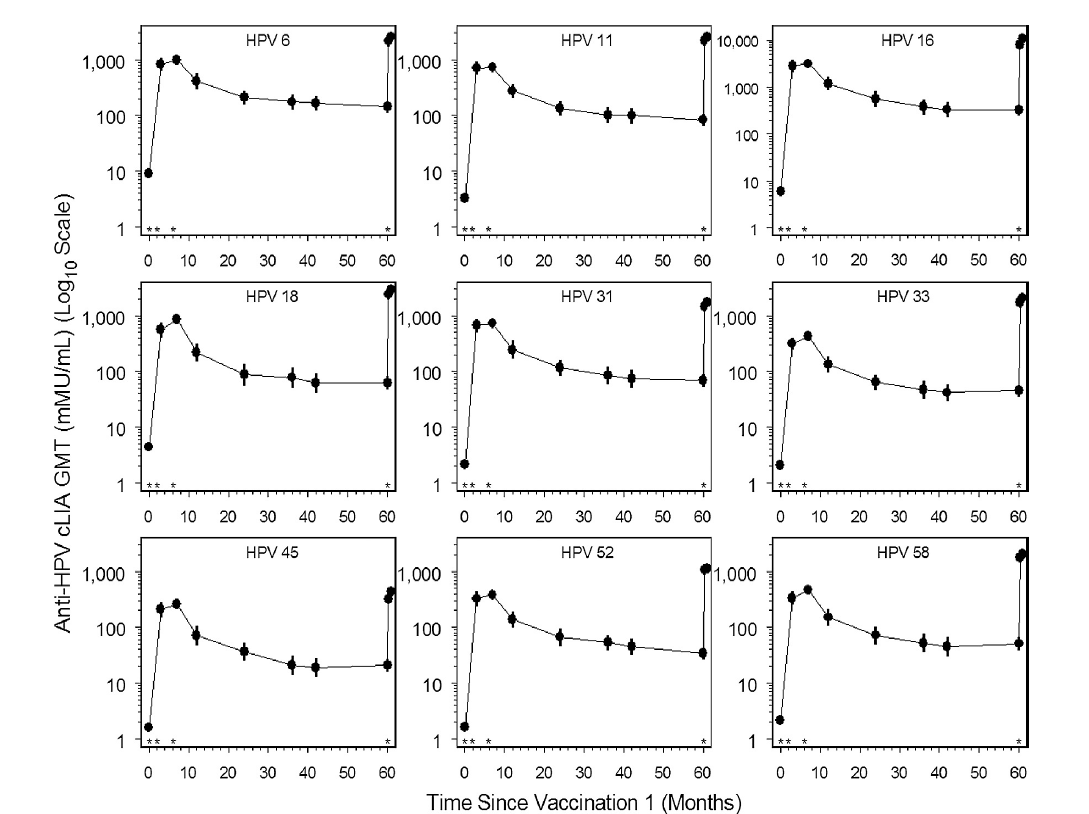 HPV 6
HPV 11
HPV 16
1,000
100
10
1
* * * *
0 10 20 30 40 50 60
1,000
100
10
1
* * * *
0 10 20 30 40 50 60
10,000
1,000
100
10
1
* * * *
0 10 20 30 40 50 60
Anti-HPV cLIA GMT (mMU/mL) (Log10 Scale)
HPV 18
HPV 31
HPV 33
1,000
100
10
1
* * * *
0 10 20 30 40 50 60
1,000
100
10
1
* * * *
0 10 20 30 40 50 60
1,000
100
10
1
* * * *
0 10 20 30 40 50 60
HPV 45
HPV 52
HPV 58
1,000
100
10
1
* * * *
0 10 20 30 40 50 60
1,000
100
10
1
* * * *
0 10 20 30 40 50 60
1,000
100
10
1
* * * *
0 10 20 30 40 50 60
Time Since Vaccination 1 (Months)